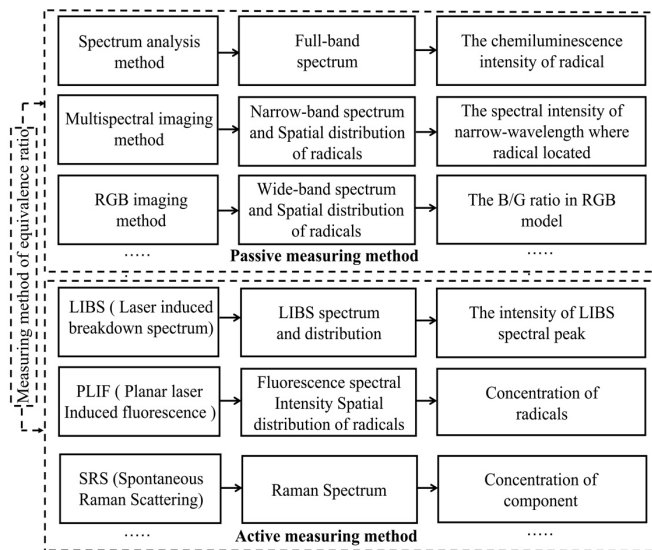 Measuring method of equivalence ratio
Spectrum analysis
method
Full-band
spectrum
The chemiluminescence
intensity of radical
Multispectral imaging
method
Narrow-band spectrum
and Spatial distribution
of radicals
The spectral intensity of
narrow-wavelength where
radical located
RGB imaging
method
Wide-band spectrum
and Spatial distribution
of radicals
The B/G ratio in RGB
model
.....
.....
Passive measuring method
LIBS ( Laser induced
breakdown spectrum)
LIBS spectrum
and distribution
The intensity of LIBS
spectral peak
PLIF ( Planar laser
Induced fluorescence )
Fluorescence spectral
Intensity Spatial
distribution of radicals
Concentration of
radicals
SRS (Spontaneous
Raman Scattering)
Raman Spectrum
Concentration of
component
.....
.....
Active measuring method